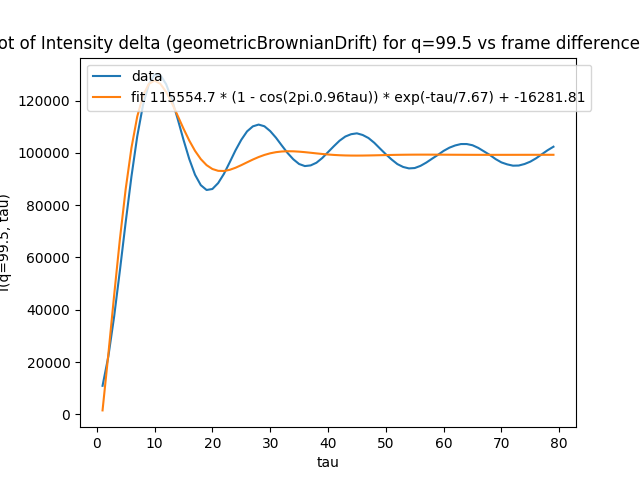 ot of Intensity delta (geometricBrownianDrift) for q=99.5 vs frame difference
data
fit 115554.7 * (1 - cos(2pi.0.96tau)) * exp(-tau/7.67) + -16281.81
I(q=99.5, tau)
120000
100000
80000
60000
40000
20000
0
0 10 20 30 40 50 60 70 80
tau